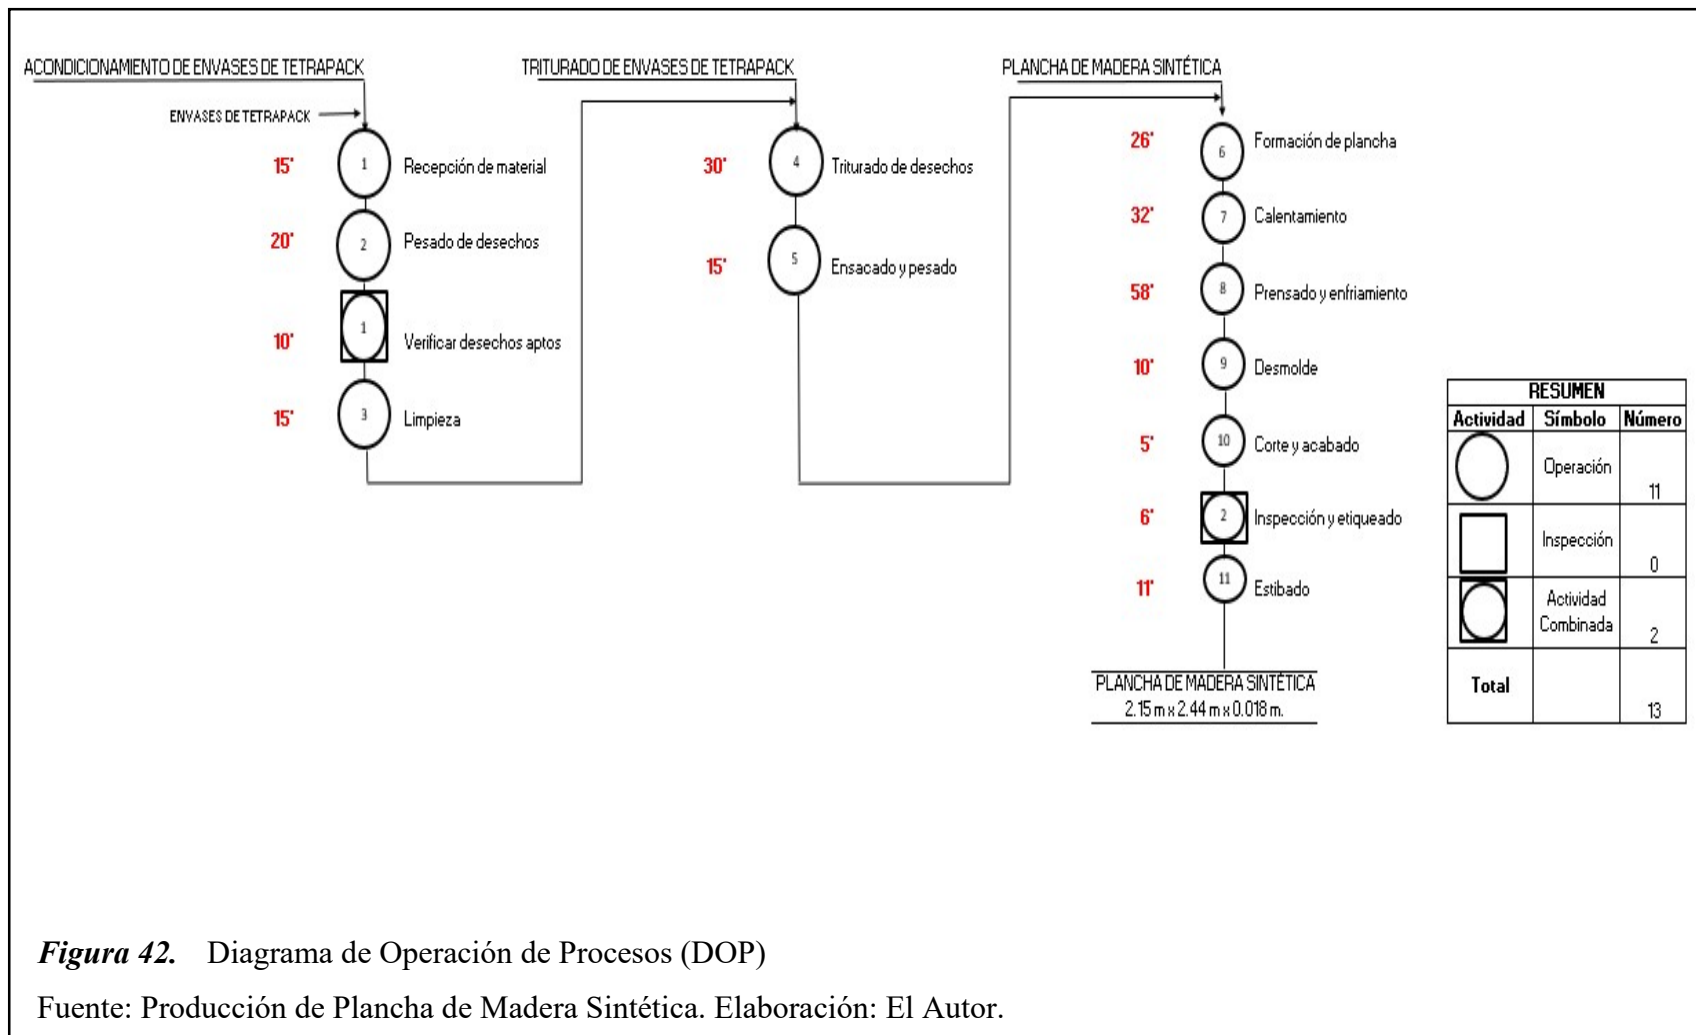 ACONDICIONAMIENTO DE ENVASES DE TETRAPACK
ENVASES DE TETRAPACK
15' 1 Recepción de material
20' 2 Pesado de desechos
10' 1 Verificar desechos aptos
15' 3 Limpieza
TRITURADO DE ENVASES DE TETRAPACK
30' 4 Triturado de desechos
15' 5 Ensacado y pesado
PLANCHA DE MADERA SINTÉTICA
26' 6 Formación de plancha
32' 7 Calentamiento
58' 8 Prensado y enfriamiento
10' 9 Desmolde
5' 10 Corte y acabado
6' 2 Inspección y etiqueado
11' 11 Estibado
PLANCHA DE MADERA SINTÉTICA
2.15 m x 2.44 m x 0.018 m.
RESUMEN
Actividad Símbolo Número
Operación 11
Inspección 0
Actividad
Combinada 2
Total 13
Figura 42. Diagrama de Operación de Procesos (DOP)
Fuente: Producción de Plancha de Madera Sintética. Elaboración: El Autor.